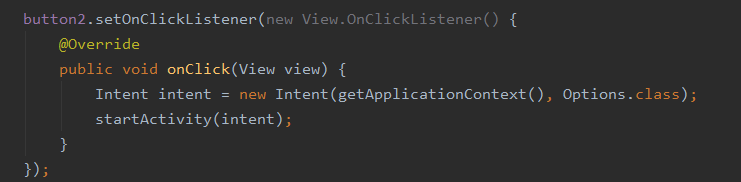 button2.setOnClickListener(new View.OnClickListener() {
@Override
public void onClick(View view) {
Intent intent = new Intent(getApplicationContext(), Options.class);
startActivity(intent);
}
});